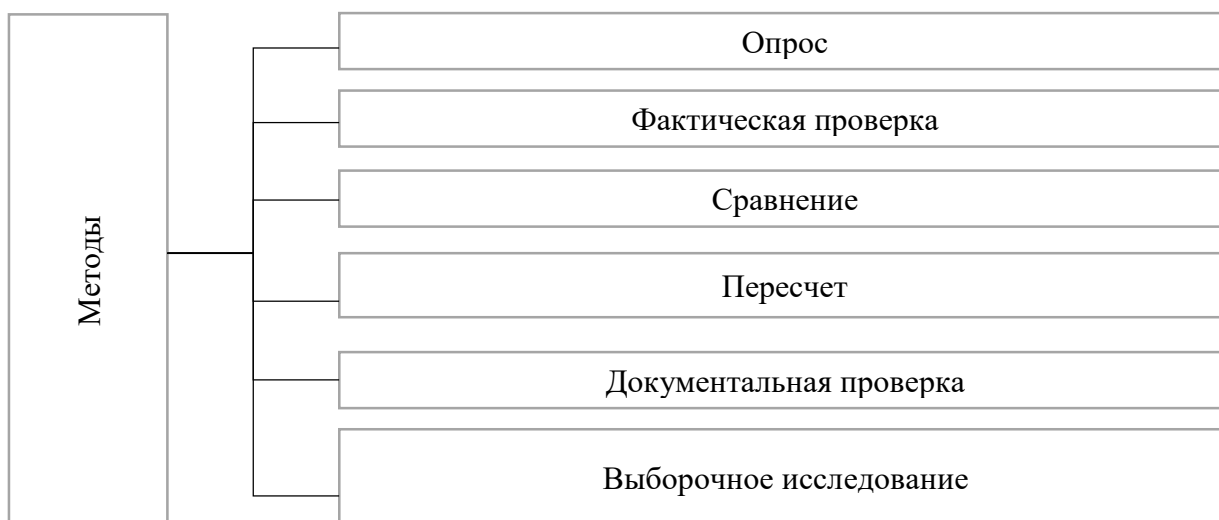 Методы
Опрос
Фактическая проверка
Сравнение
Пересчет
Документальная проверка
Выборочное исследование